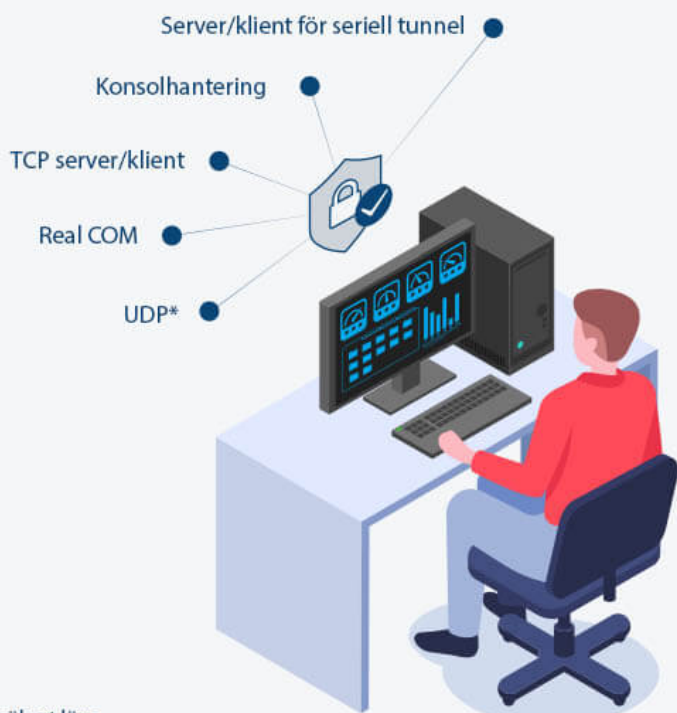 Server/klient för seriell tunnel
Konsolhantering
TCP server/klient
Real COM
UDP*